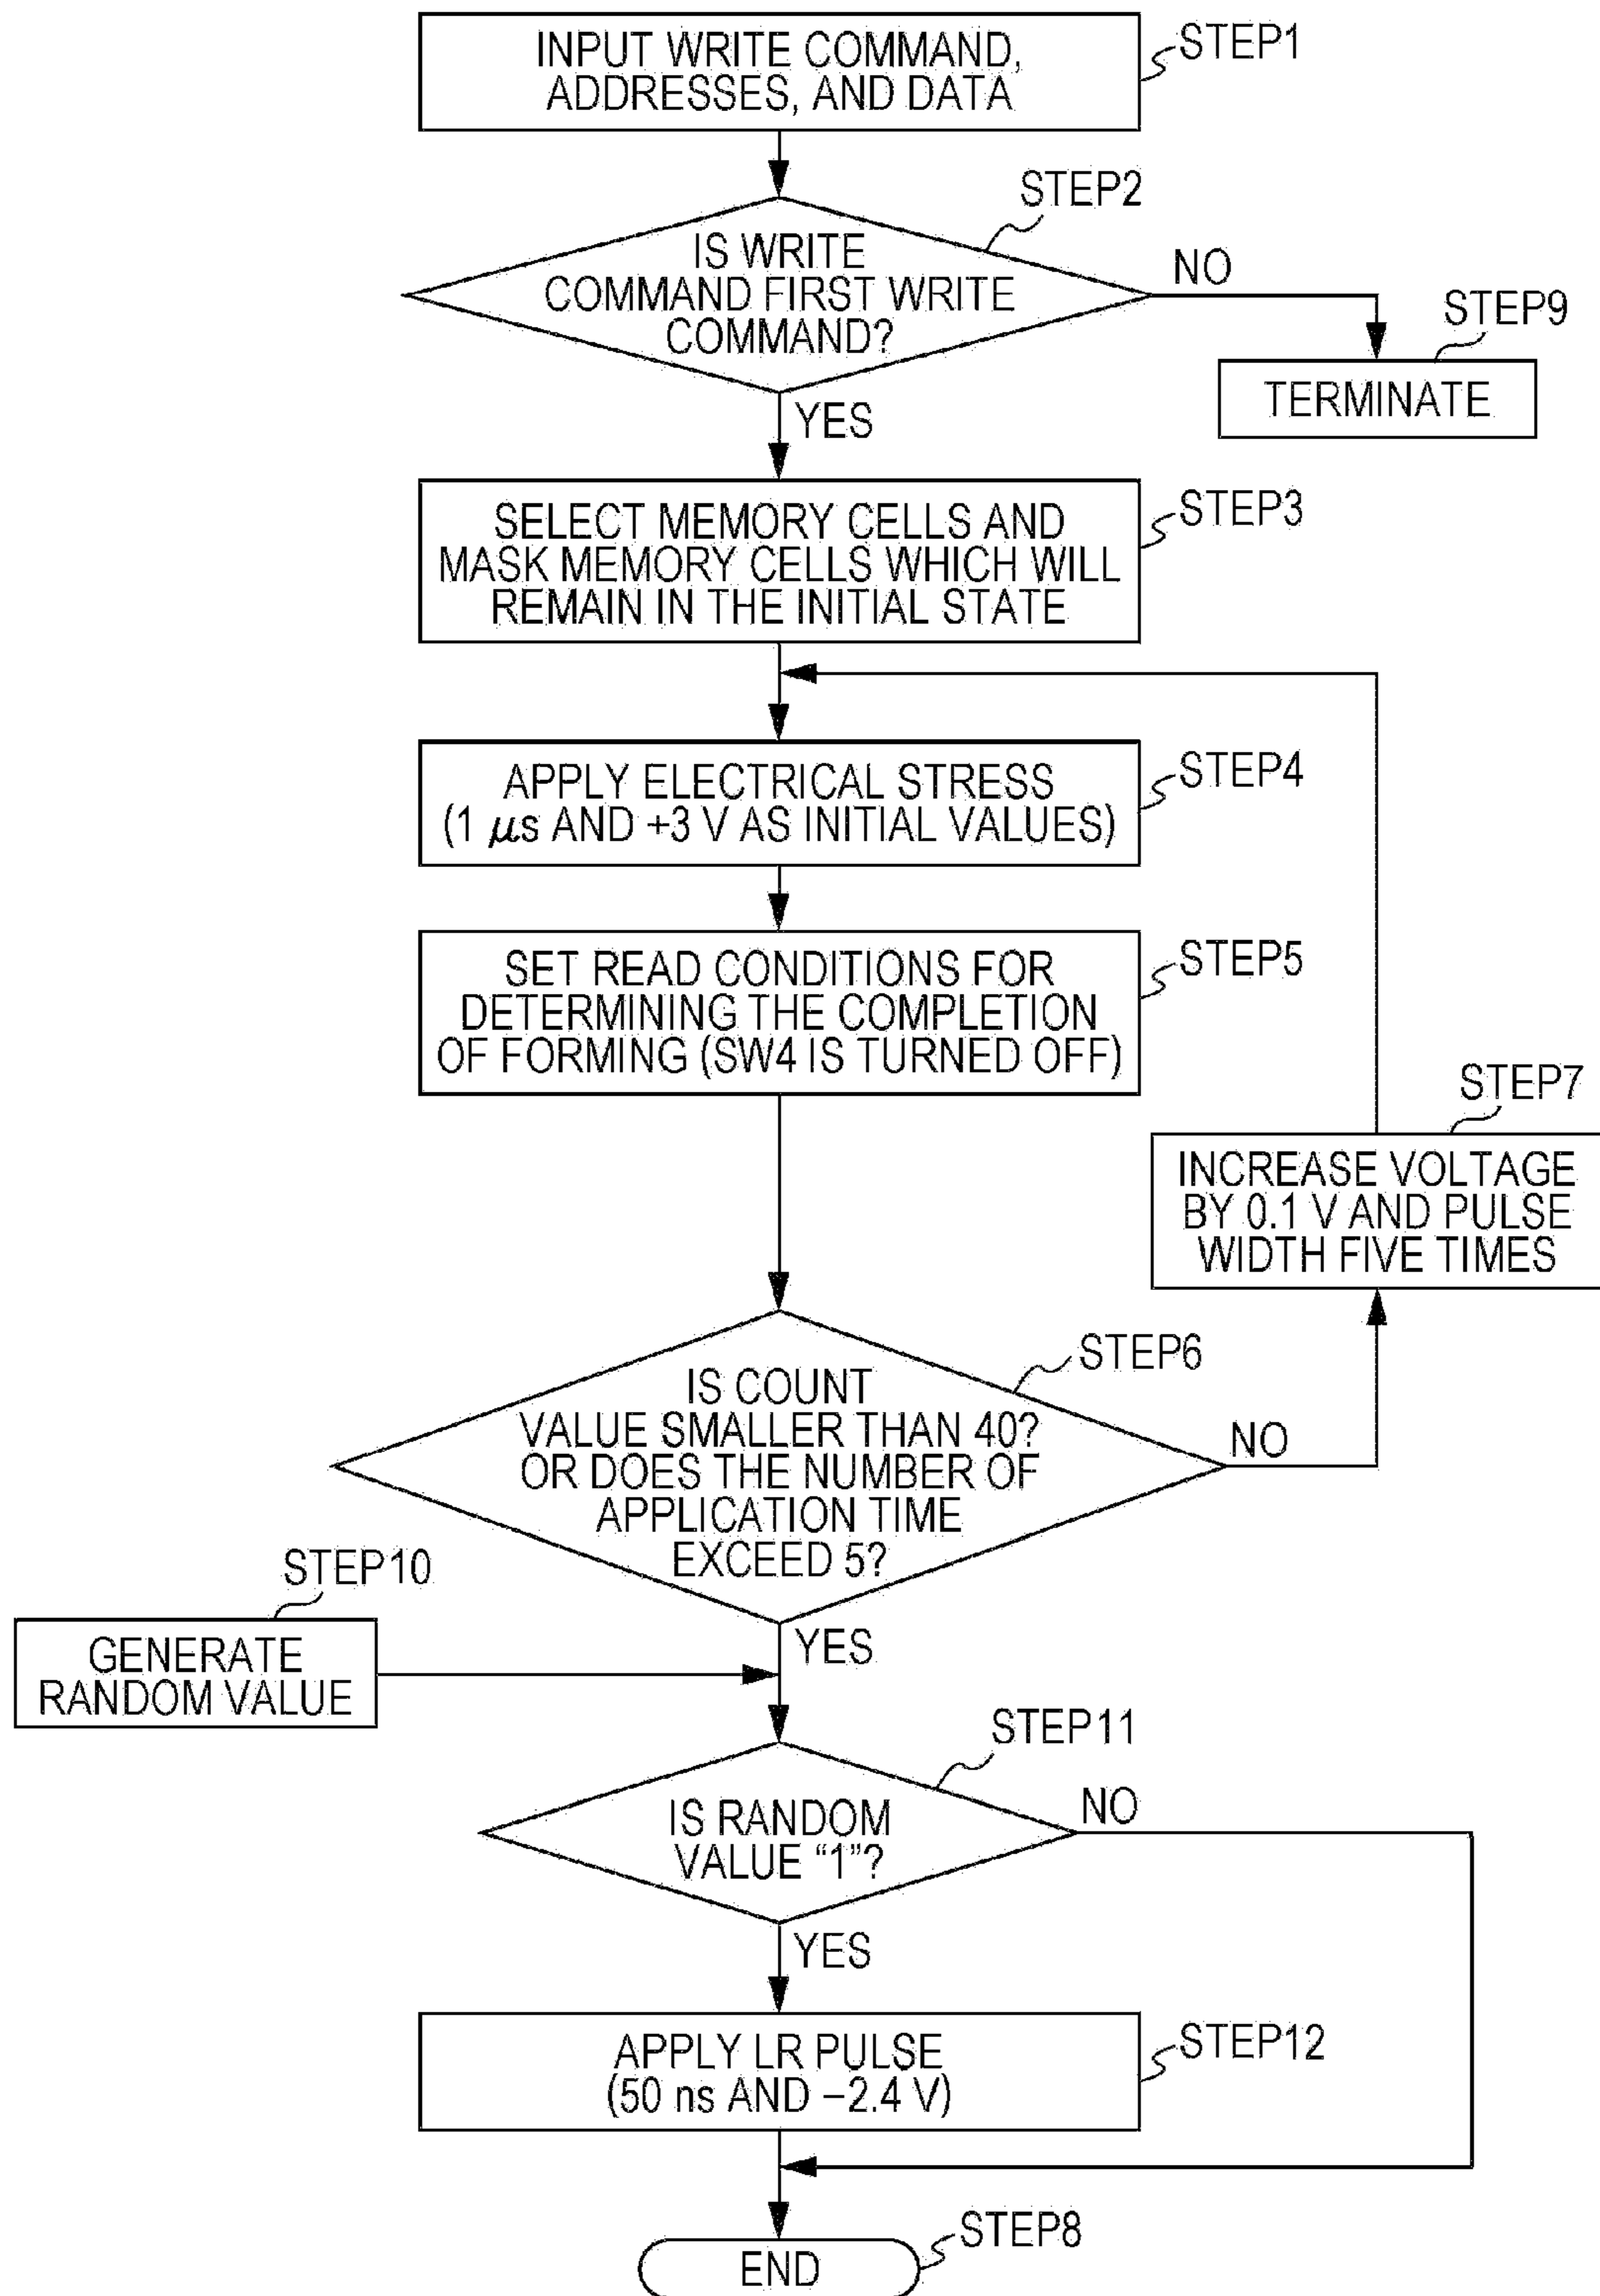 INPUT WRITE COMMAND,
ADDRESSES, AND DATA
STEP1
STEP2
IS WRITE
COMMAND FIRST WRITE
COMMAND?
NO
STEP9
TERMINATE
YES
SELECT MEMORY CELLS AND
MASK MEMORY CELLS WHICH WILL
REMAIN IN THE INITIAL STATE
STEP3
APPLY ELECTRICAL STRESS
(1 μs AND +3 V AS INITIAL VALUES)
STEP4
SET READ CONDITIONS FOR
DETERMINING THE COMPLETION
OF FORMING (SW4 IS TURNED OFF)
STEP5
STEP7
INCREASE VOLTAGE
BY 0.1 V AND PULSE
WIDTH FIVE TIMES
STEP6
IS COUNT
VALUE SMALLER THAN 40?
OR DOES THE NUMBER OF
APPLICATION TIME
EXCEED 5?
NO
STEP10
GENERATE
RANDOM VALUE
YES
STEP11
IS RANDOM
VALUE “1”?
NO
YES
APPLY LR PULSE
(50 ns AND −2.4 V)
STEP12
STEP8
END